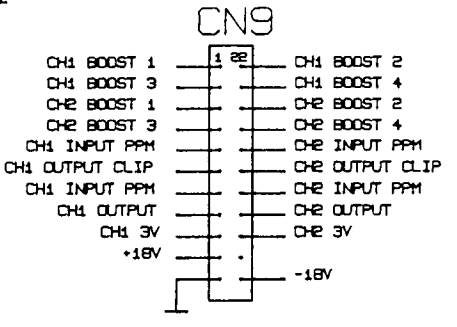 CN9
1 22
CH1 BOOST 1 CH1 BOOST 2
CH1 BOOST 3 CH1 BOOST 4
CH2 BOOST 1 CH2 BOOST 2
CH2 BOOST 3 CH2 BOOST 4
CH1 INPUT PPM CH2 INPUT PPM
CH1 OUTPUT CLIP CH2 OUTPUT CLIP
CH1 INPUT PPM CH2 INPUT PPM
CH1 OUTPUT CH2 OUTPUT
CH1 3V CH2 3V
+18V
-18V